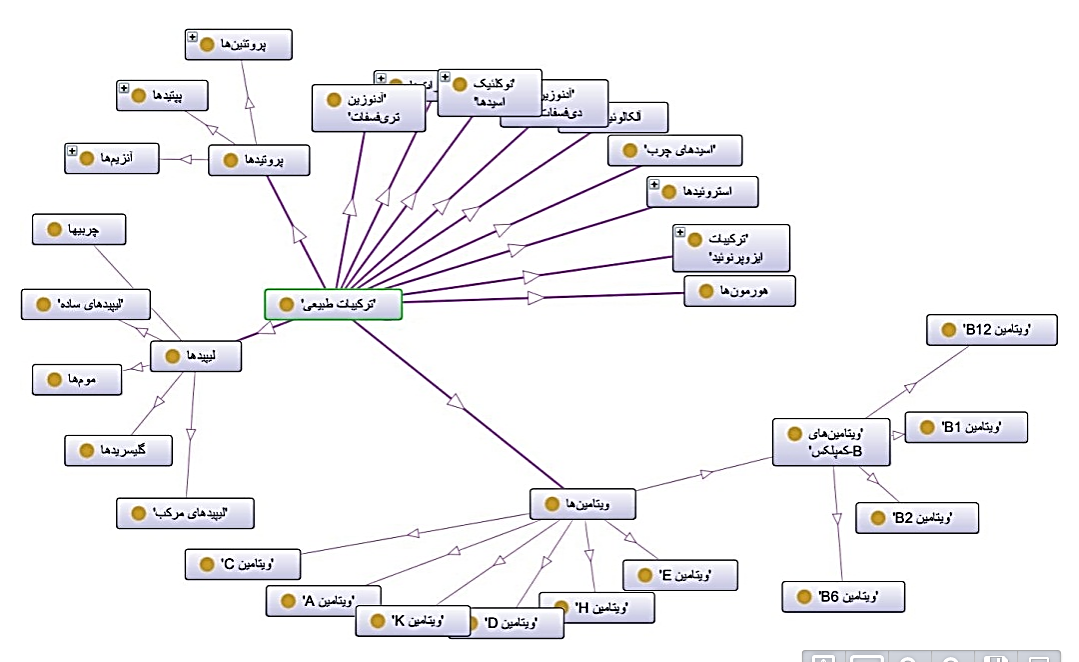 پروتئین‌ها
پپتیدها
آنزیم‌ها
پروتیدها
'آدنوزین
تری‌فسفات'
'نوکلئیک
اسیدها'
'آدنوزین
دی‌فسفات'
'اسیدهای چرب'
استروئیدها
'ترکیبات
ایزوپرنوئید'
هورمون‌ها
'ترکیبات طبیعی'
چربیها
'لیپیدهای ساده'
لیپیدها
موم‌ها
گلیسریدها
'لیپیدهای مرکب'
ویتامین‌ها
'ویتامین C'
'ویتامین A'
'ویتامین K'
'ویتامین D'
'ویتامین H'
'ویتامین E'
'ویتامین‌های
B-کمپلکس'
'ویتامین B12'
'ویتامین B1'
'ویتامین B2'
'ویتامین B6'